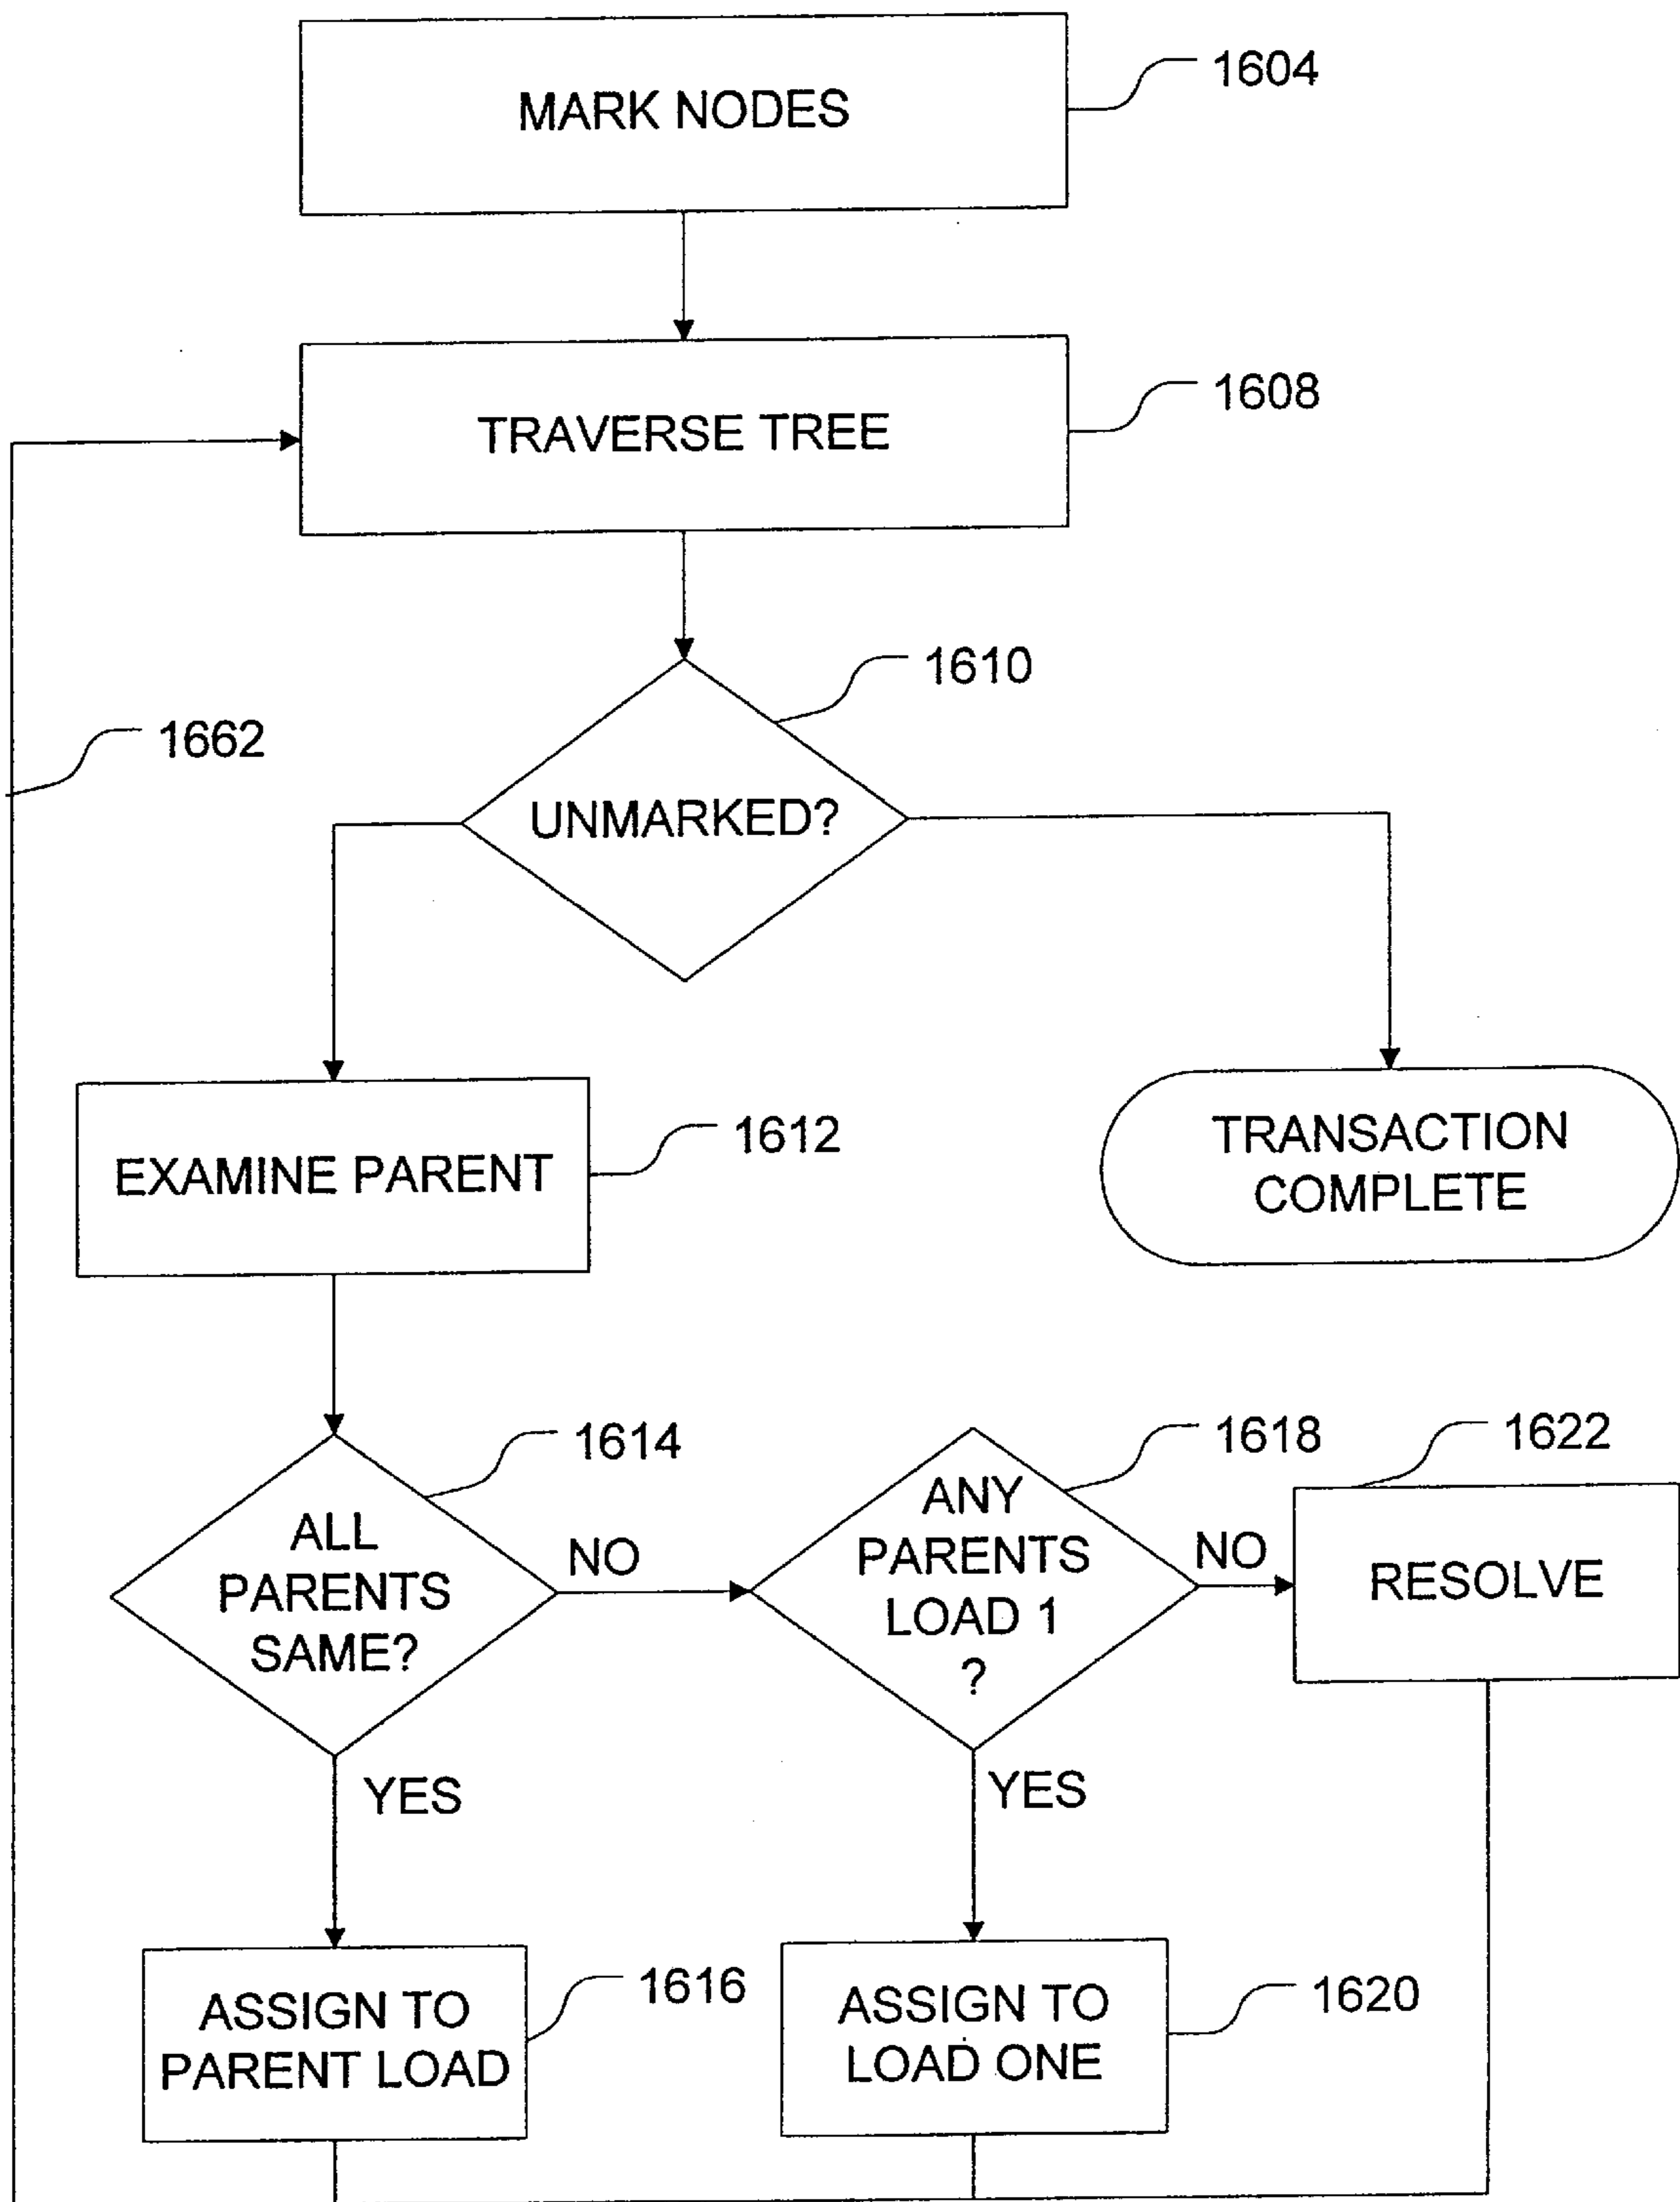 MARK NODES
1604
TRAVERSE TREE
1608
1610
1662
UNMARKED?
EXAMINE PARENT
1612
TRANSACTION
COMPLETE
1614
ALL
PARENTS
SAME?
NO
1618
ANY
PARENTS
LOAD 1
?
NO
1622
RESOLVE
YES
YES
ASSIGN TO
PARENT LOAD
1616
ASSIGN TO
LOAD ONE
1620